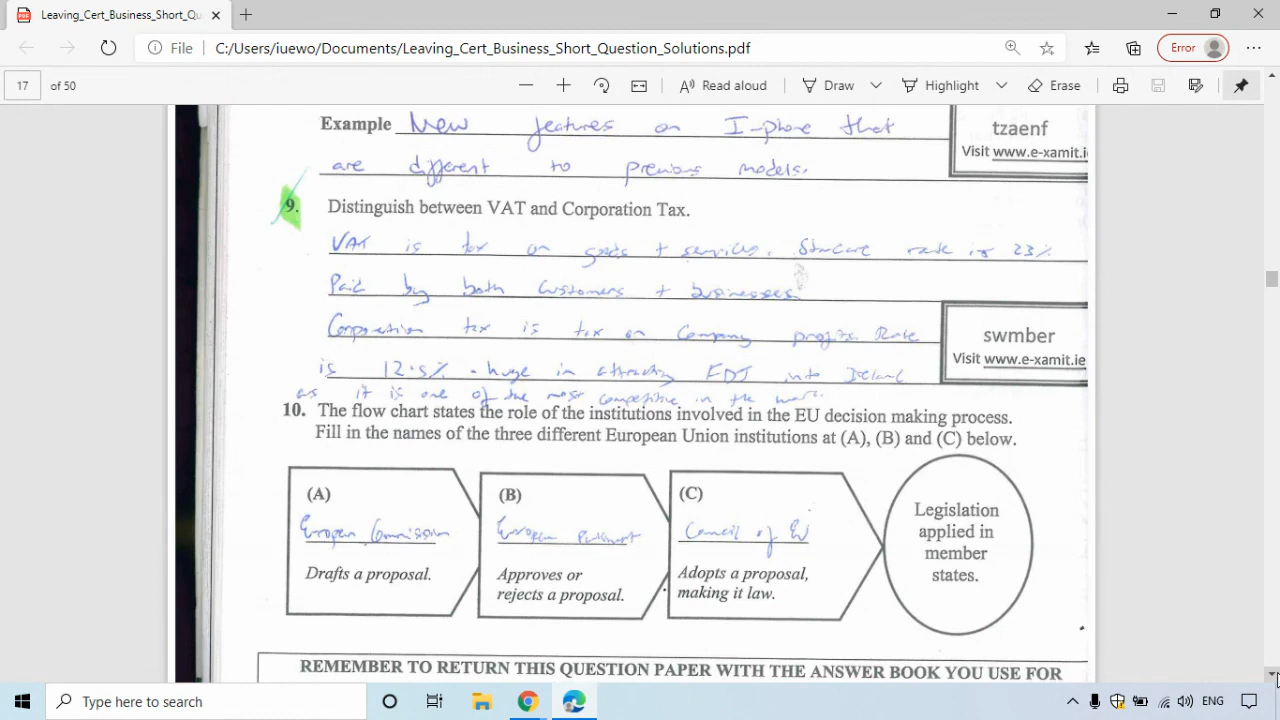 Leaving_Cert_Business_Short_Qu
File C:/Users/iuewo/Documents/Leaving_Cert_Business_Short_Question_Solutions.pdf Error
17 of 50 Read aloud Draw Highlight Erase
Example New features on I-phone that
are different to previous models.
tzaenf
Visit www.e-xamit.i
9. Distinguish between VAT and Corporation Tax.
VAT is tax on goods + services. Standard rate is 23%
Paid by both Customers + businesses
Corporation tax is tax on Company profits. Rate
is 12.5% - huge in attracting FDI into Ireland
as it is one of the most competitive in the world.
swmber
Visit www.e-xamit.ie
10. The flow chart states the role of the institutions involved in the EU decision making process.
Fill in the names of the three different European Union institutions at (A), (B) and (C) below.
(A)
European Commission
Drafts a proposal.
(B)
European Parliament
Approves or
rejects a proposal.
(C)
Council of EU
Adopts a proposal,
making it law.
Legislation
applied in
member
states.
REMEMBER TO RETURN THIS QUESTION PAPER WITH THE ANSWER BOOK YOU USE FOR
Type here to search ENG